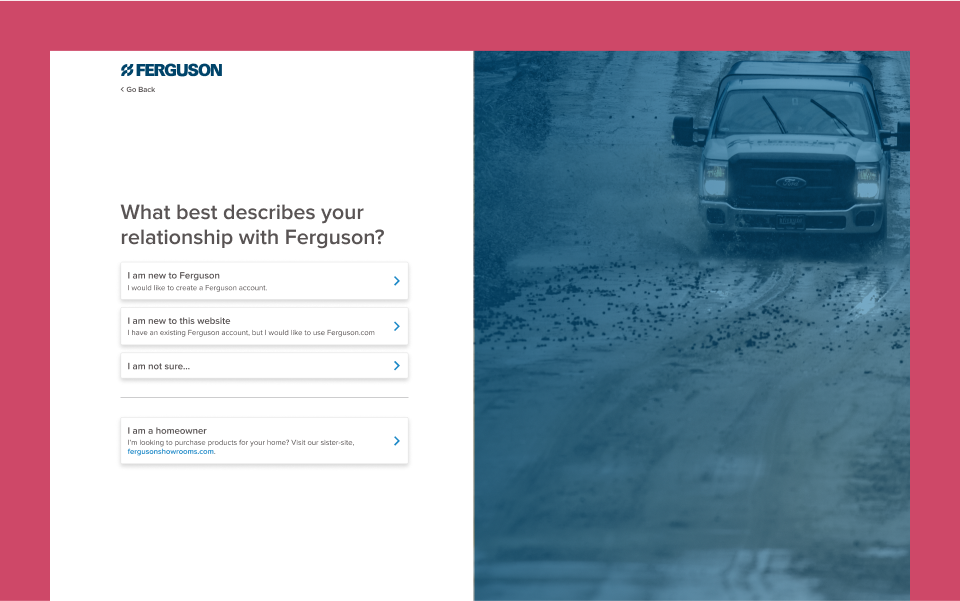 FERGUSON
Go Back
What best describes your
relationship with Ferguson?
I am new to Ferguson
I would like to create a Ferguson account.
I am new to this website
I have an existing Ferguson account, but I would like to use Ferguson.com
I am not sure...
I am a homeowner
I'm looking to purchase products for your home? Visit our sister-site,
fergusonshowrooms.com.
Ford